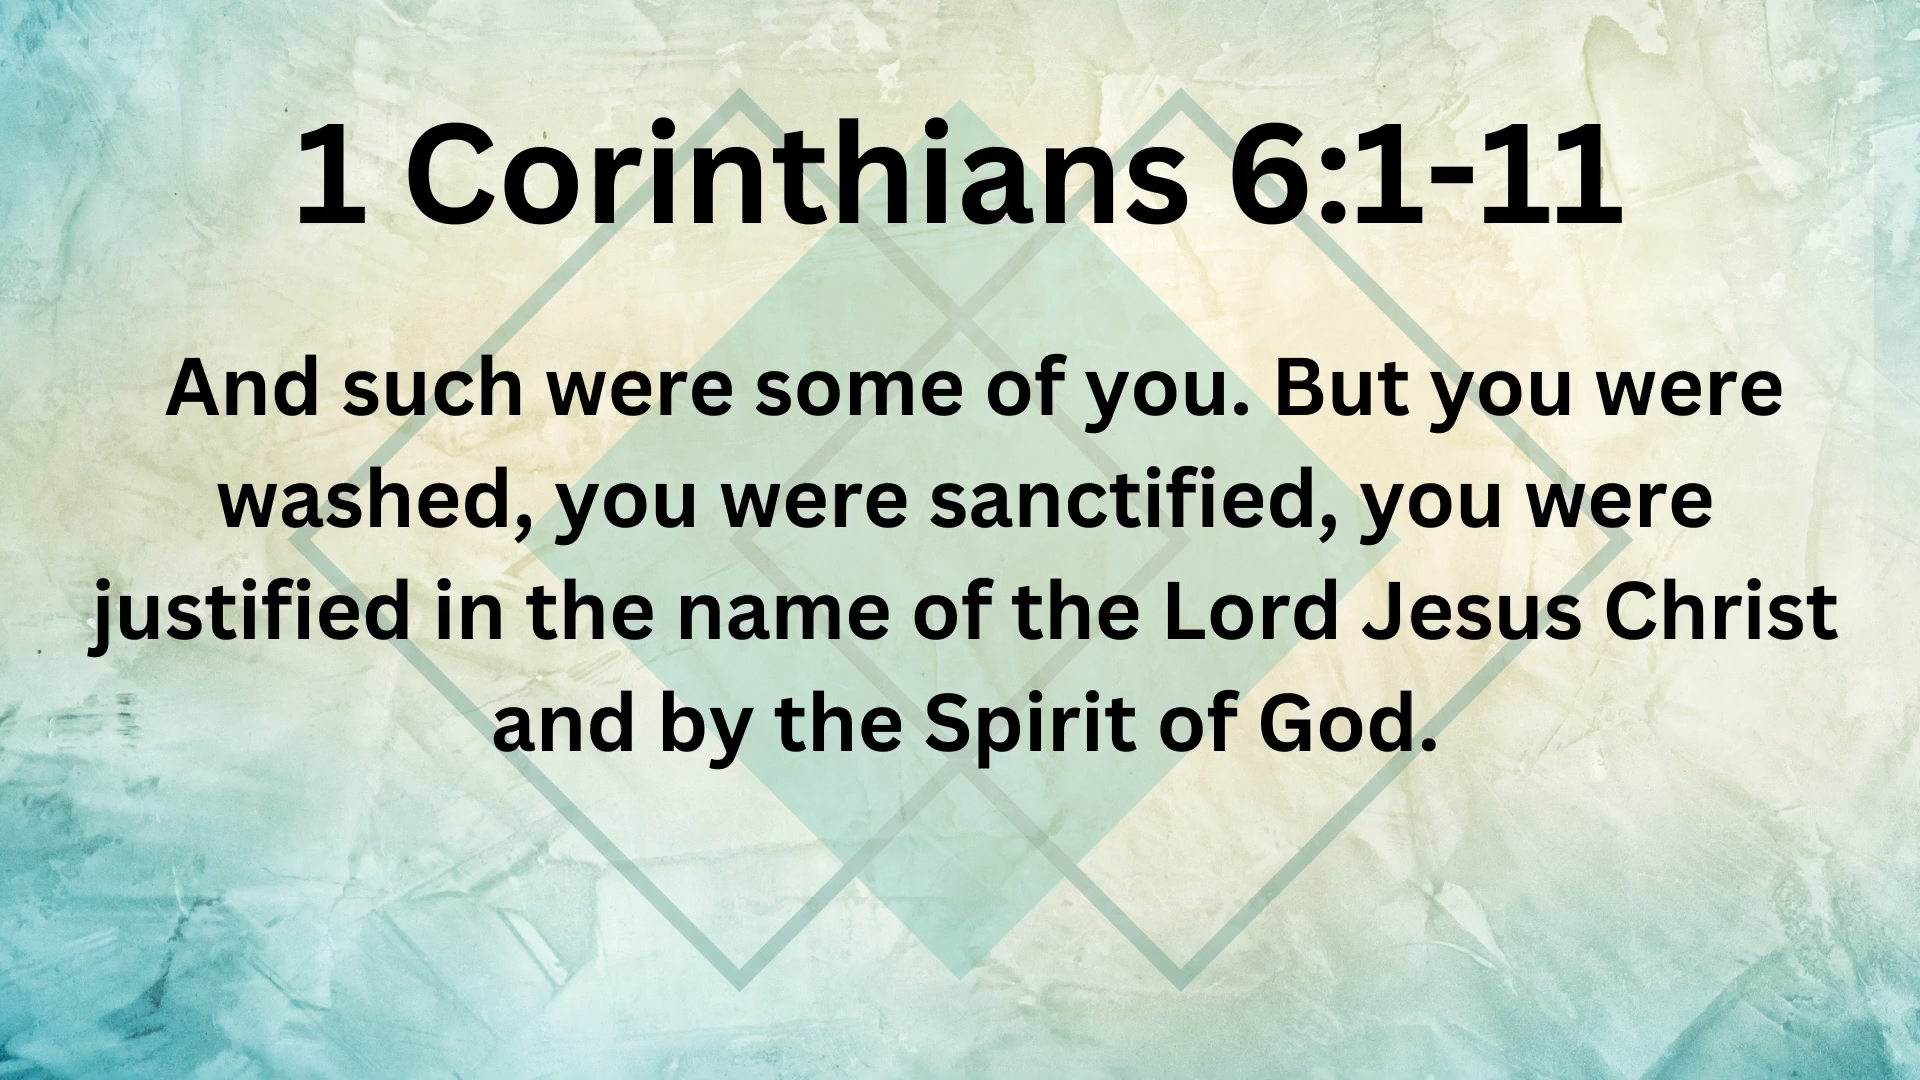 1 Corinthians 6:1-11
And such were some of you. But you were
washed, you were sanctified, you were
justified in the name of the Lord Jesus Christ
and by the Spirit of God.